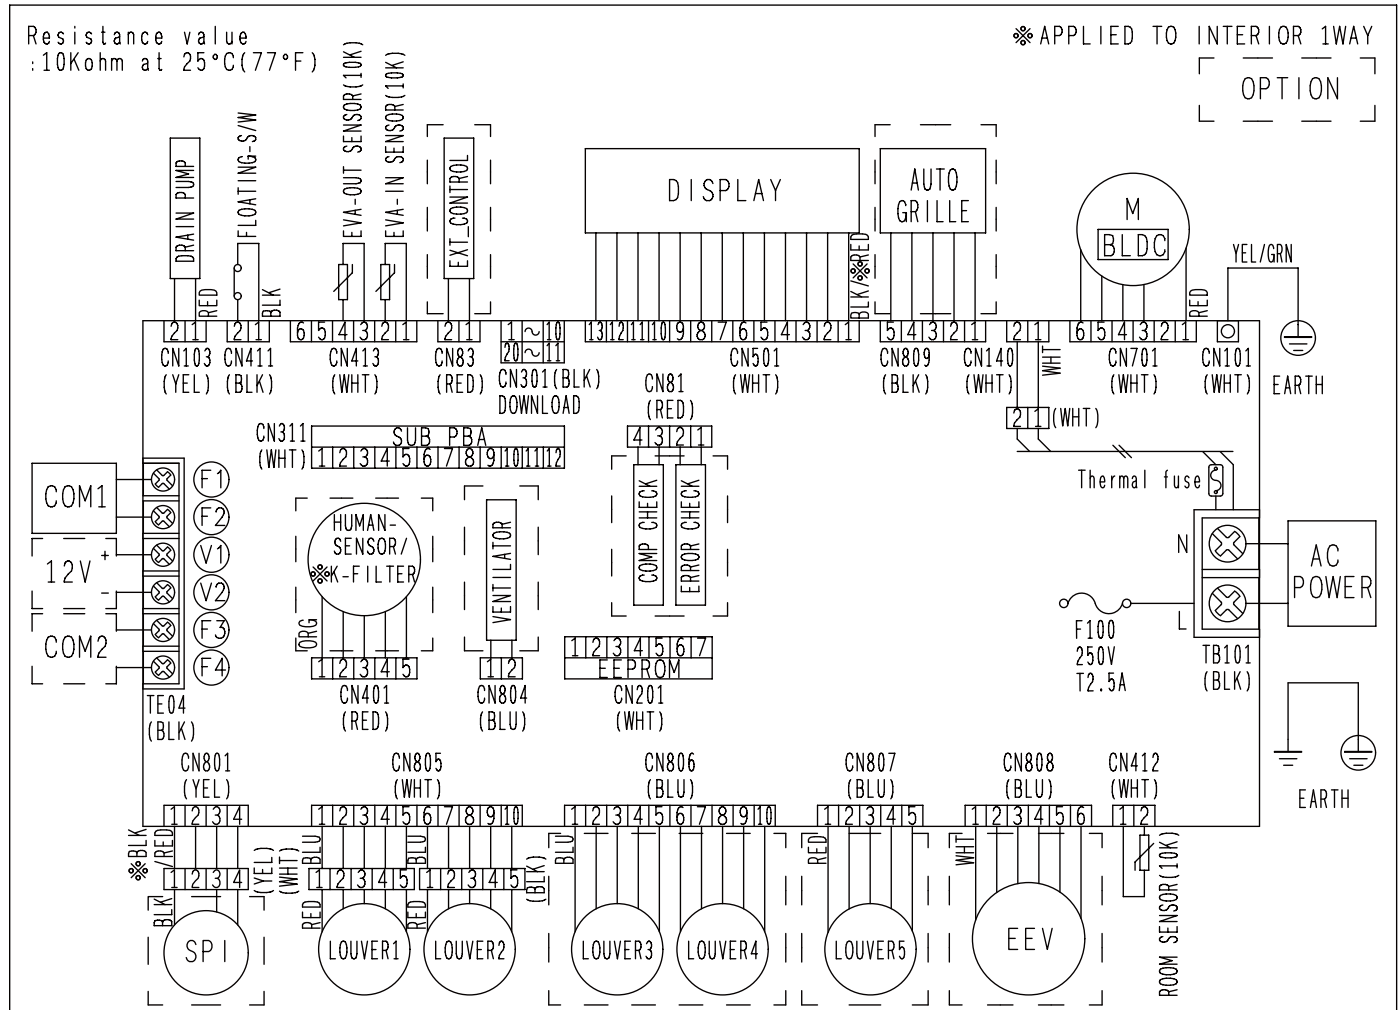 Resistance value
:10Kohm at 25°C(77°F)
※APPLIED TO INTERIOR 1WAY
OPTION
DRAIN PUMP
FLOATING-S/W
EVA-OUT SENSOR(10K)
EVA-IN SENSOR(10K)
EXT_CONTROL
DISPLAY
AUTO
GRILLE
M
BLDC
YEL/GRN
RED
BLK
BLK/※RED
RED
2 1
2 1
6 5 4 3 2 1
2 1
1 ~ 10
20 ~ 11
13 12 11 10 9 8 7 6 5 4 3 2 1
5 4 3 2 1
2 1
6 5 4 3 2 1
CN103
(YEL)
CN411
(BLK)
CN413
(WHT)
CN83
(RED)
CN301(BLK)
DOWNLOAD
CN501
(WHT)
CN809
(BLK)
CN140
(WHT)
WHT
CN701
(WHT)
CN101
(WHT)
EARTH
CN81
(RED)
4 3 2 1
2 1 (WHT)
CN311
(WHT)
SUB PBA
1 2 3 4 5 6 7 8 9 10 11 12
Thermal fuse
COM1
12V
+
-
COM2
F1
F2
V1
V2
F3
F4
TE04
(BLK)
HUMAN-
SENSOR/
※K-FILTER
ORG
1 2 3 4 5
CN401
(RED)
VENTILATOR
1 2
CN804
(BLU)
COMP CHECK
ERROR CHECK
1 2 3 4 5 6 7
EEPROM
CN201
(WHT)
N
L
AC
POWER
F100
250V
T2.5A
TB101
(BLK)
EARTH
CN801
(YEL)
CN805
(WHT)
CN806
(BLU)
CN807
(BLU)
CN808
(BLU)
CN412
(WHT)
1 2 3 4
1 2 3 4 5 6 7 8 9 10
1 2 3 4 5 6 7 8 9 10
1 2 3 4 5
1 2 3 4 5 6
1 2
※BLK
/RED
BLU
BLU
BLU
RED
WHT
1 2 3 4
(YEL)
(WHT)
1 2 3 4 5
1 2 3 4 5
(BLK)
BLK
RED
RED
SPI
LOUVER1
LOUVER2
LOUVER3
LOUVER4
LOUVER5
EEV
ROOM SENSOR(10K)